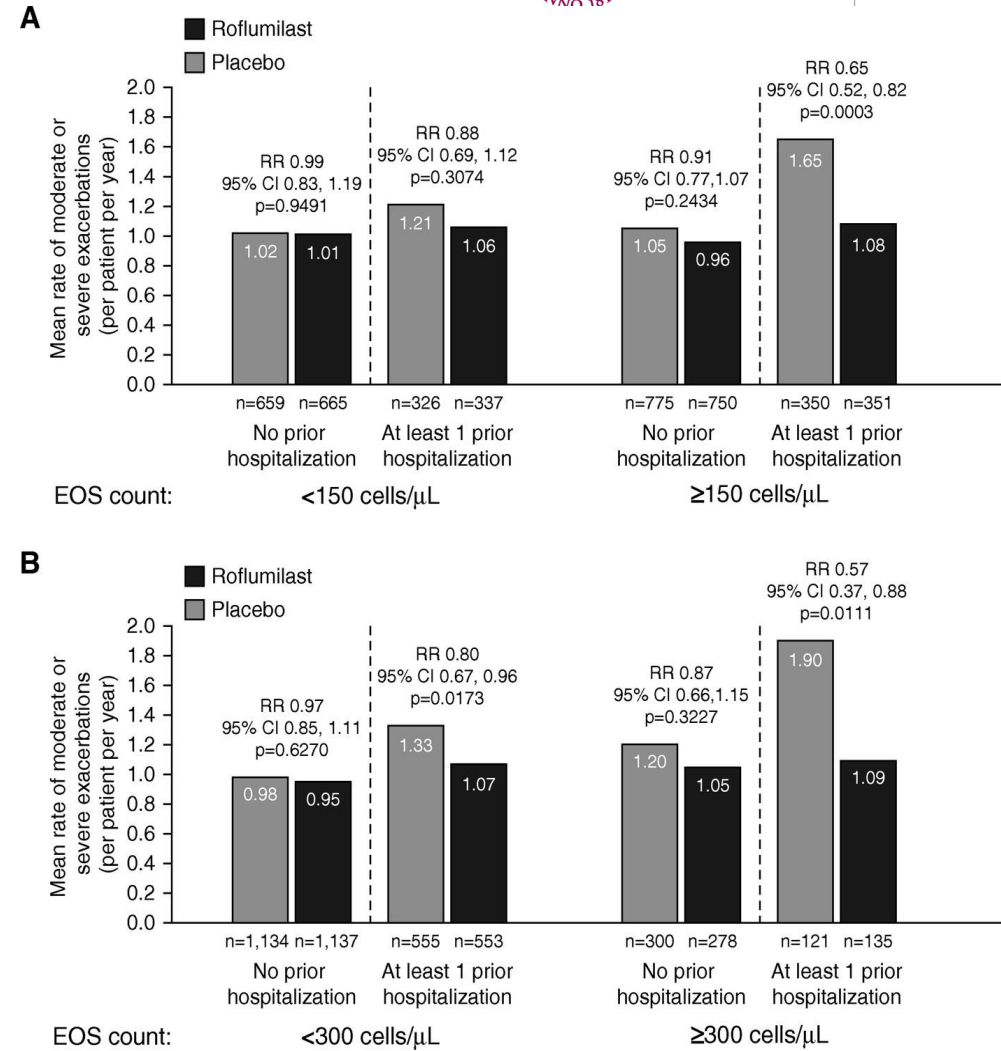 A
Roflumilast
Placebo
Mean rate of moderate or
severe exacerbations
(per patient per year)
2.0
1.8
1.6
1.4
1.2
1.0
0.8
0.6
0.4
0.2
0.0
RR 0.99
95% CI 0.83, 1.19
p=0.9491
RR 0.88
95% CI 0.69, 1.12
p=0.3074
RR 0.91
95% CI 0.77,1.07
p=0.2434
RR 0.65
95% CI 0.52, 0.82
p=0.0003
1.02 1.01 1.21 1.06 1.05 0.96 1.65 1.08
n=659 n=665 n=326 n=337 n=775 n=750 n=350 n=351
No prior
hospitalization
At least 1 prior
hospitalization
No prior
hospitalization
At least 1 prior
hospitalization
EOS count: <150 cells/μL ≥150 cells/μL
B
Roflumilast
Placebo
Mean rate of moderate or
severe exacerbations
(per patient per year)
2.0
1.8
1.6
1.4
1.2
1.0
0.8
0.6
0.4
0.2
0.0
RR 0.97
95% CI 0.85, 1.11
p=0.6270
RR 0.80
95% CI 0.67, 0.96
p=0.0173
RR 0.87
95% CI 0.66,1.15
p=0.3227
RR 0.57
95% CI 0.37, 0.88
p=0.0111
0.98 0.95 1.33 1.07 1.20 1.05 1.90 1.09
n=1,134 n=1,137 n=555 n=553 n=300 n=278 n=121 n=135
No prior
hospitalization
At least 1 prior
hospitalization
No prior
hospitalization
At least 1 prior
hospitalization
EOS count: <300 cells/μL ≥300 cells/μL